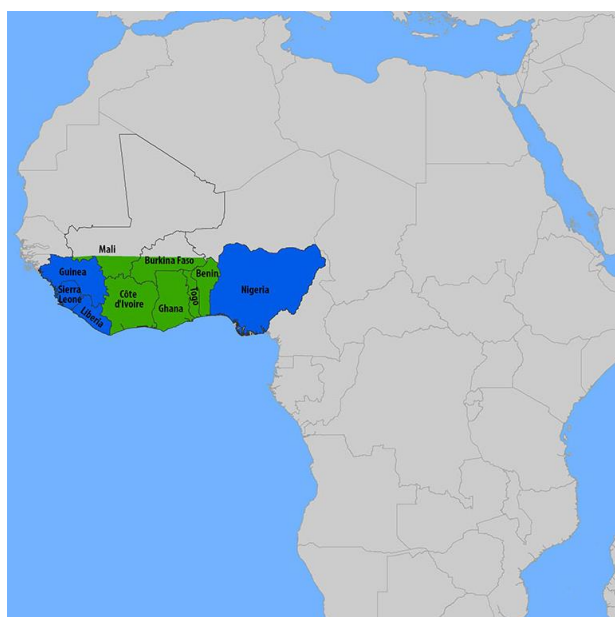 Mali
Burkina Faso
Guinea
Benin
Sierra
Leone
Côte
d'Ivoire
Togo
Nigeria
Ghana
Liberia